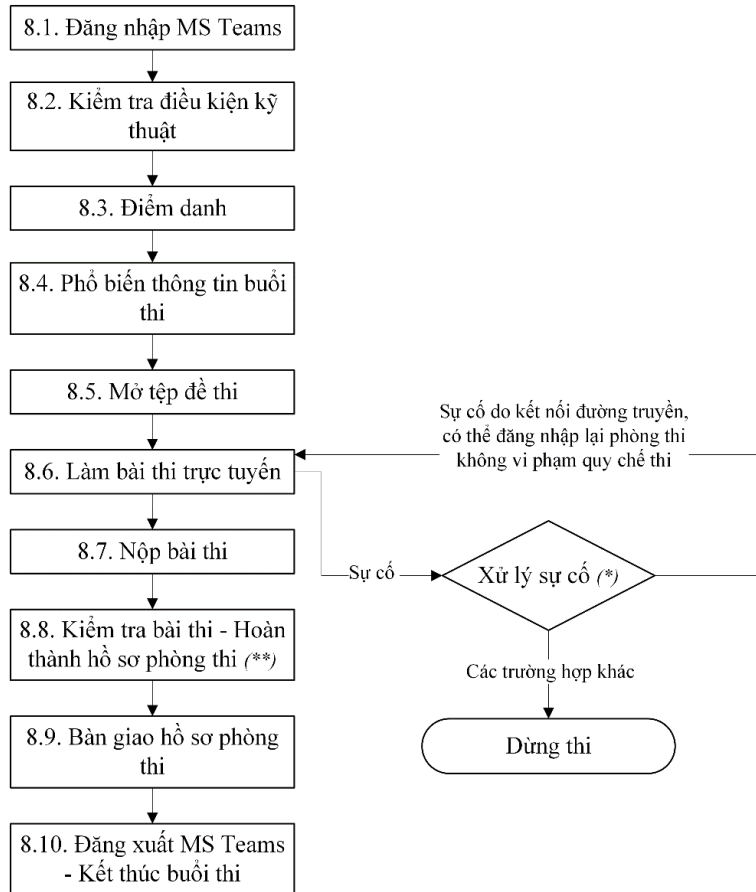 8.1. Đăng nhập MS Teams
8.2. Kiểm tra điều kiện kỹ
thuật
8.3. Điểm danh
8.4. Phổ biến thông tin buổi
thi
8.5. Mở tệp đề thi
8.6. Làm bài thi trực tuyến
8.7. Nộp bài thi
8.8. Kiểm tra bài thi - Hoàn
thành hồ sơ phòng thi (**)
8.9. Bàn giao hồ sơ phòng
thi
8.10. Đăng xuất MS Teams
- Kết thúc buổi thi
Sự cố do kết nối đường truyền,
có thể đăng nhập lại phòng thi
không vi phạm quy chế thi
Sự cố
Xử lý sự cố (*)
Các trường hợp khác
Dừng thi